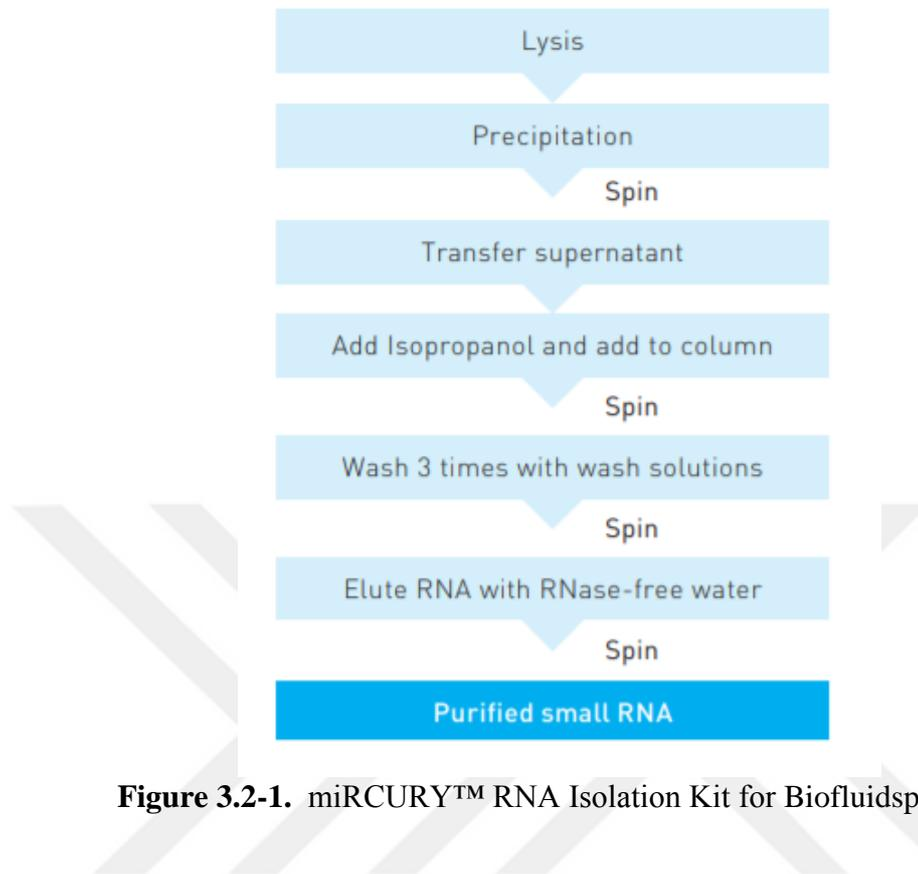 Lysis
Precipitation
Spin
Transfer supernatant
Add Isopropanol and add to column
Spin
Wash 3 times with wash solutions
Spin
Elute RNA with RNase-free water
Spin
Purified small RNA
Figure 3.2-1. miRCURY™ RNA Isolation Kit for Biofluidsp